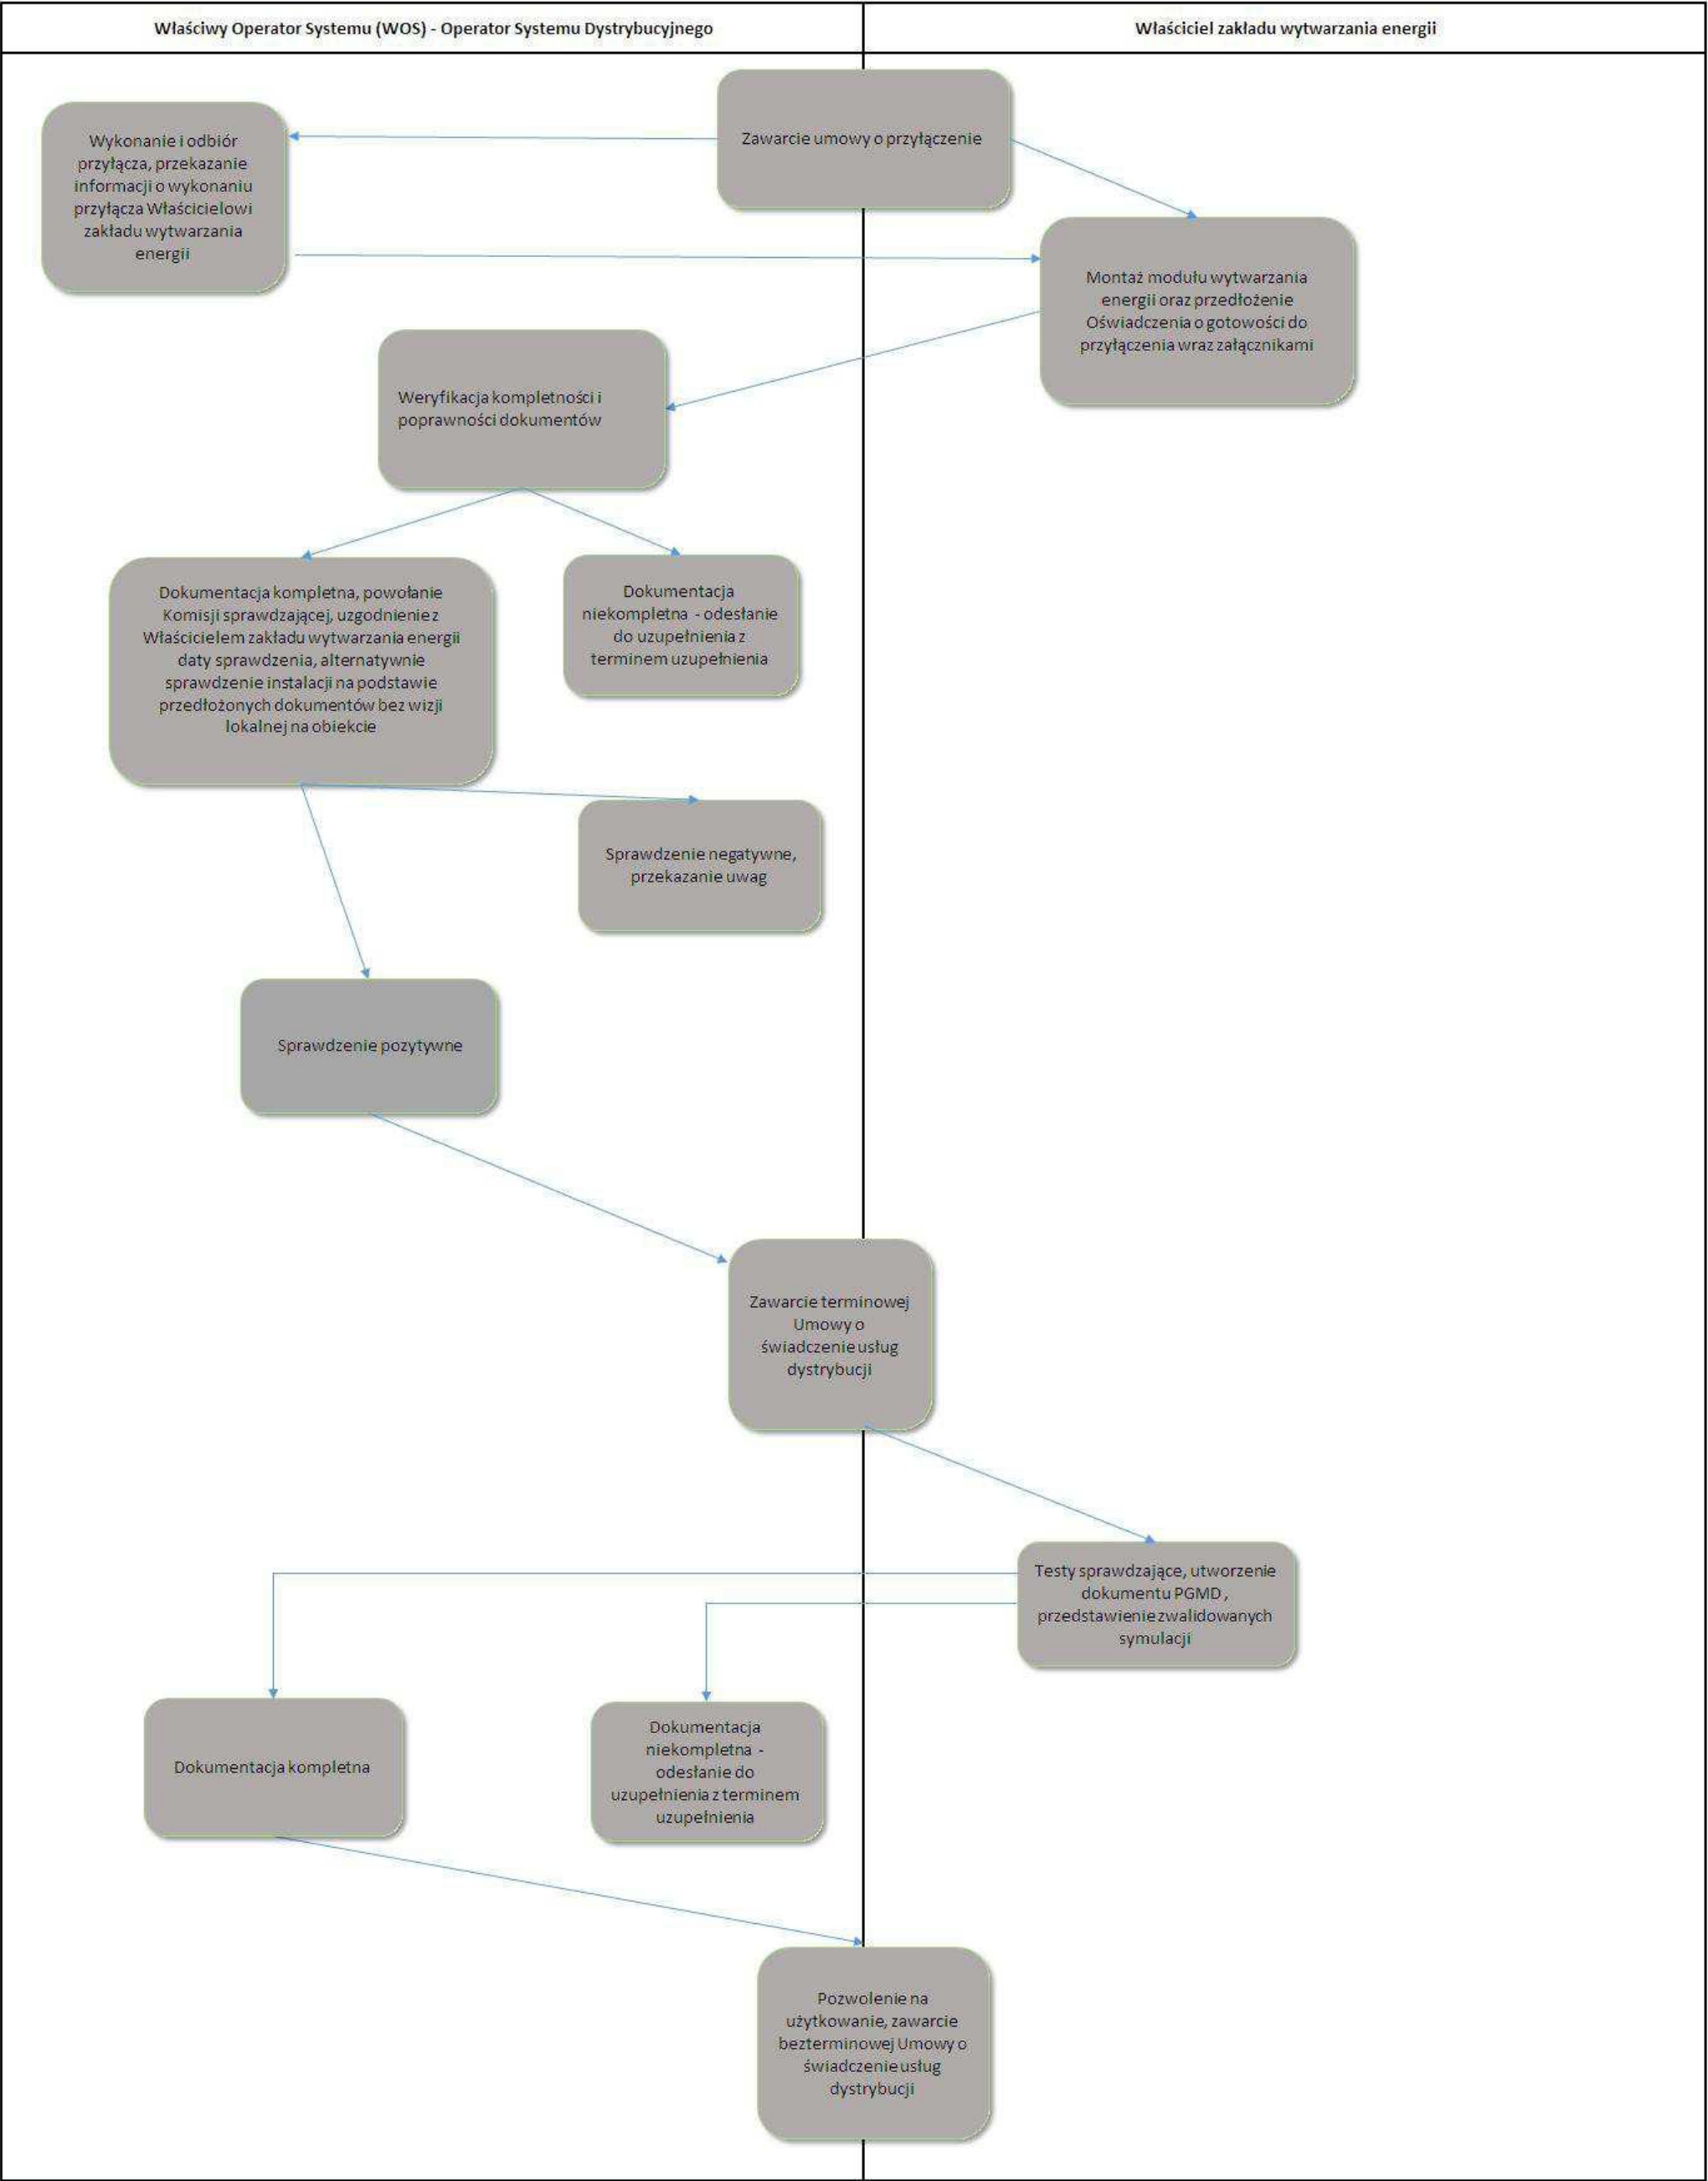 Właściwy Operator Systemu (WOS) - Operator Systemu Dystrybucyjnego
Właściciel zakładu wytwarzania energii
Zawarcie umowy o przyłączenie
Wykonanie i odbiór
przyłącza, przekazanie
informacji o wykonaniu
przyłącza Właścicielowi
zakładu wytwarzania
energii
Montaż modułu wytwarzania
energii oraz przedłożenie
Oświadczenia o gotowości do
przyłączenia wraz załącznikami
Weryfikacja kompletności i
poprawności dokumentów
Dokumentacja kompletna, powołanie
Komisji sprawdzającej, uzgodnienie z
Właścicielem zakładu wytwarzania energii
daty sprawdzenia, alternatywnie
sprawdzenie instalacji na podstawie
przedłożonych dokumentów bez wizji
lokalnej na obiekcie
Dokumentacja
niekompletna - odesłanie
do uzupełnienia z
terminem uzupełnienia
Sprawdzenie negatywne,
przekazanie uwag
Sprawdzenie pozytywne
Zawarcie terminowej
Umowy o
świadczenie usług
dystrybucji
Testy sprawdzające, utworzenie
dokumentu PGMD ,
przedstawienie zwalidowanych
symulacji
Dokumentacja kompletna
Dokumentacja
niekompletna -
odesłanie do
uzupełnienia z terminem
uzupełnienia
Pozwolenie na
użytkowanie, zawarcie
bezterminowej Umowy o
świadczenie usług
dystrybucji